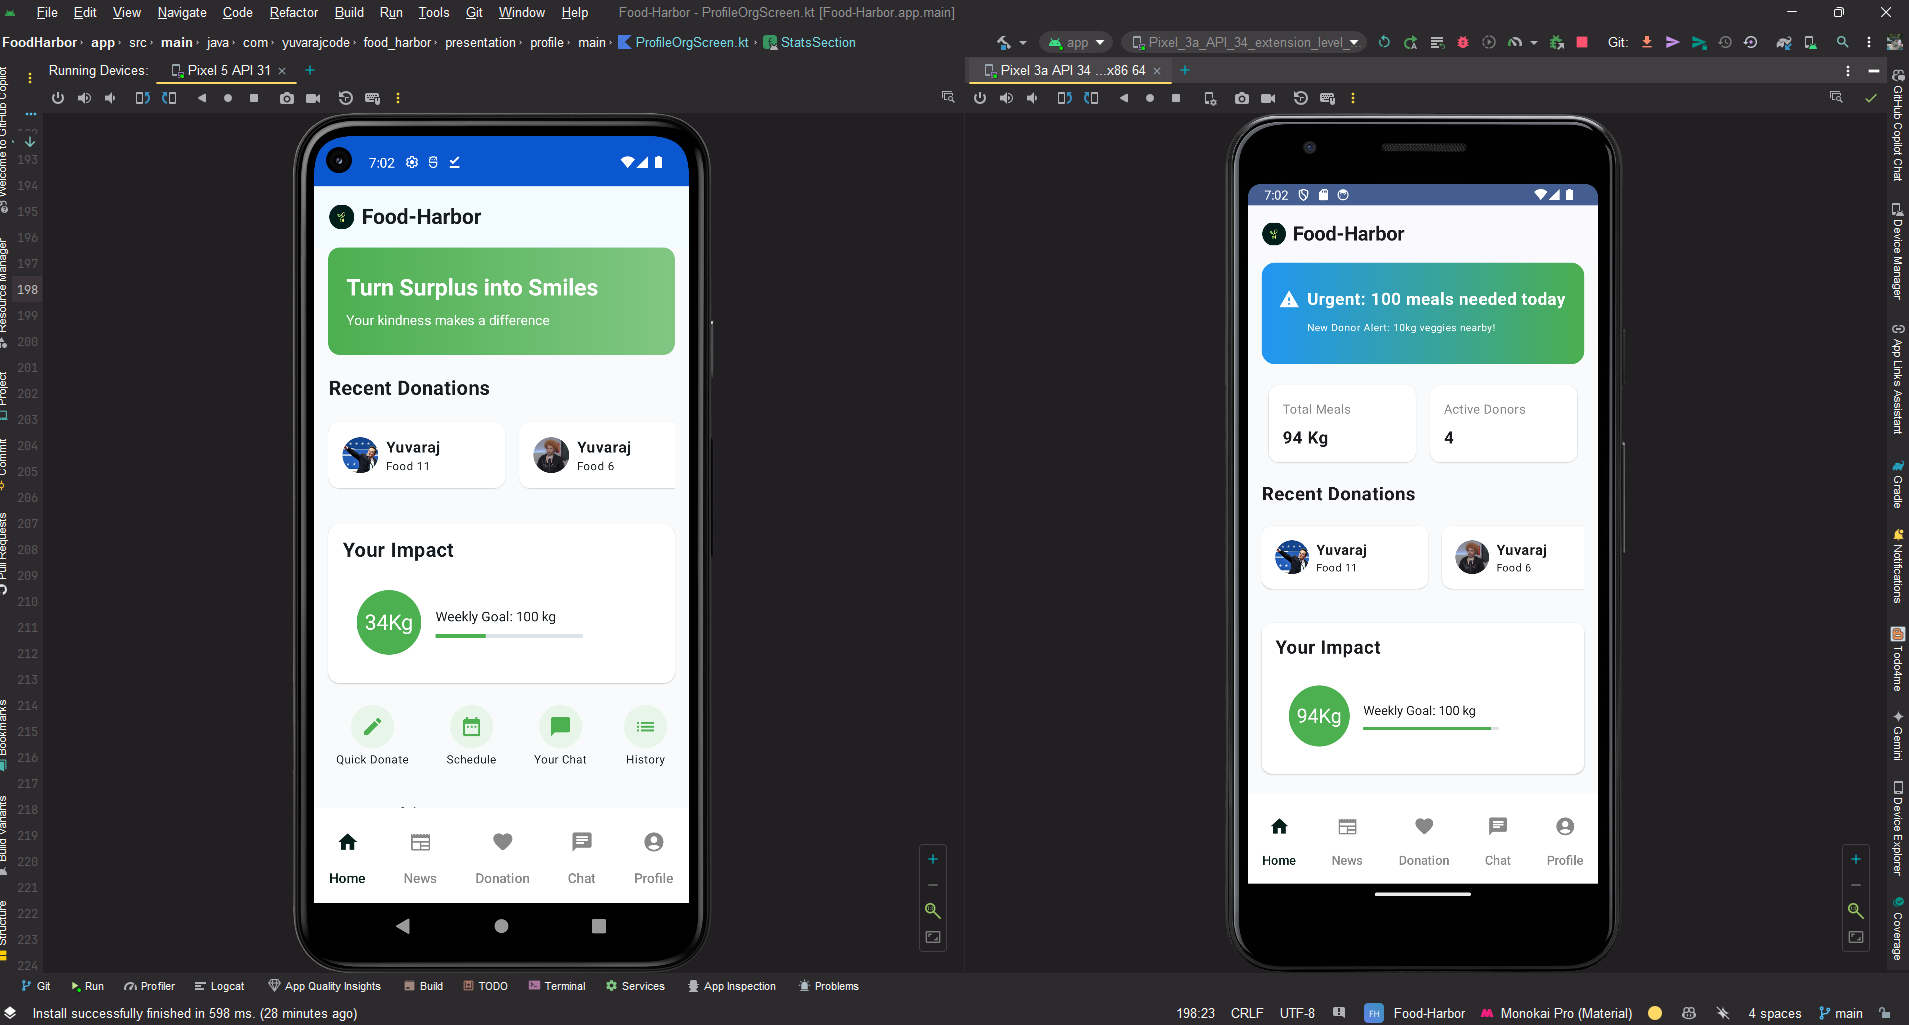 File Edit View Navigate Code Refactor Build Run Tools Git Window Help Food-Harbor - ProfileOrgScreen.kt [Food-Harbor.app.main]
FoodHarbor app src main java com yuvarajcode food_harbor presentation profile main ProfileOrgScreen.kt StatsSection
app Pixel_3a_API_34_extension_level_ Git:
Running Devices: Pixel 5 API 31
Pixel 3a API 34 ...x86 64
Welcome to GitHub Copilot
Resource Manager
Project
Commit
Pull Requests
Bookmarks
Build Variants
Structure
193
194
195
196
197
198
199
200
201
202
203
204
205
206
207
208
209
210
211
212
213
214
215
216
217
218
219
220
221
222
223
224
7:02
Food-Harbor
Turn Surplus into Smiles
Your kindness makes a difference
Recent Donations
Yuvaraj
Food 11
Yuvaraj
Food 6
Your Impact
34Kg
Weekly Goal: 100 kg
Quick Donate Schedule Your Chat History
Home News Donation Chat Profile
7:02
Food-Harbor
Urgent: 100 meals needed today
New Donor Alert: 10kg veggies nearby!
Total Meals
94 Kg
Active Donors
4
Recent Donations
Yuvaraj
Food 11
Yuvaraj
Food 6
Your Impact
94Kg
Weekly Goal: 100 kg
Home News Donation Chat Profile
GitHub Copilot Chat
Device Manager
App Links Assistant
Gradle
Notifications
Todo4me
Gemini
Device Explorer
Coverage
Git Run Profiler Logcat App Quality Insights Build TODO Terminal Services App Inspection Problems
Install successfully finished in 598 ms. (28 minutes ago)
198:23 CRLF UTF-8 FH Food-Harbor Monokai Pro (Material) 4 spaces main